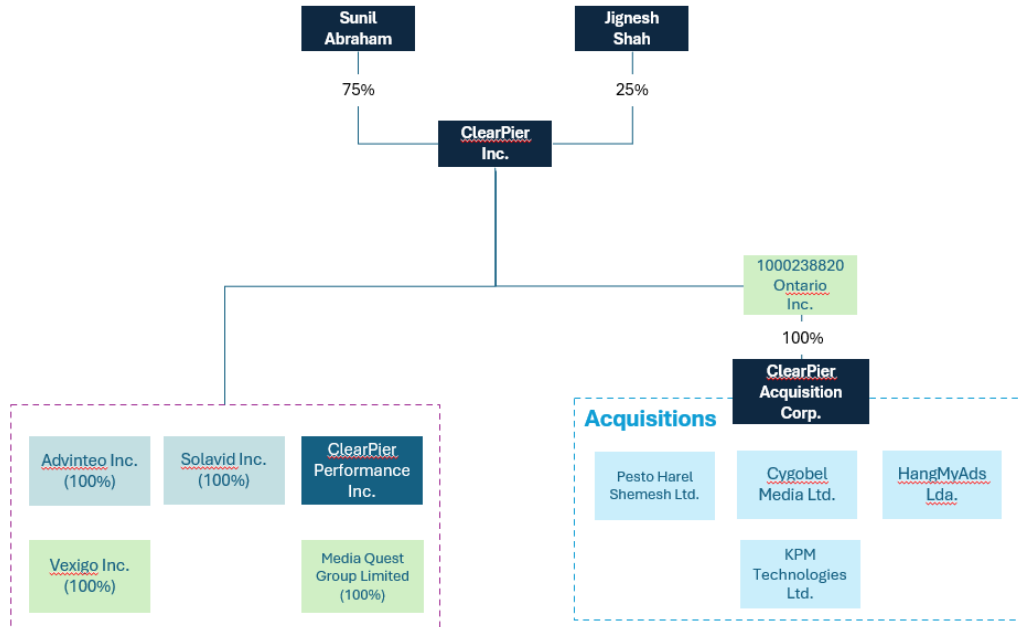 Sunil
Abraham
Jignesh
Shah
75%
25%
ClearPier
Inc.
1000238820
Ontario
Inc.
100%
ClearPier
Acquisition
Corp.
Acquisitions
Advinteo Inc.
(100%)
Solavid Inc.
(100%)
ClearPier
Performance
Inc.
Vexigo Inc.
(100%)
Media Quest
Group Limited
(100%)
Pesto Harel
Shemesh Ltd.
Cygobel
Media Ltd.
HangMyAds
Lda.
KPM
Technologies
Ltd.